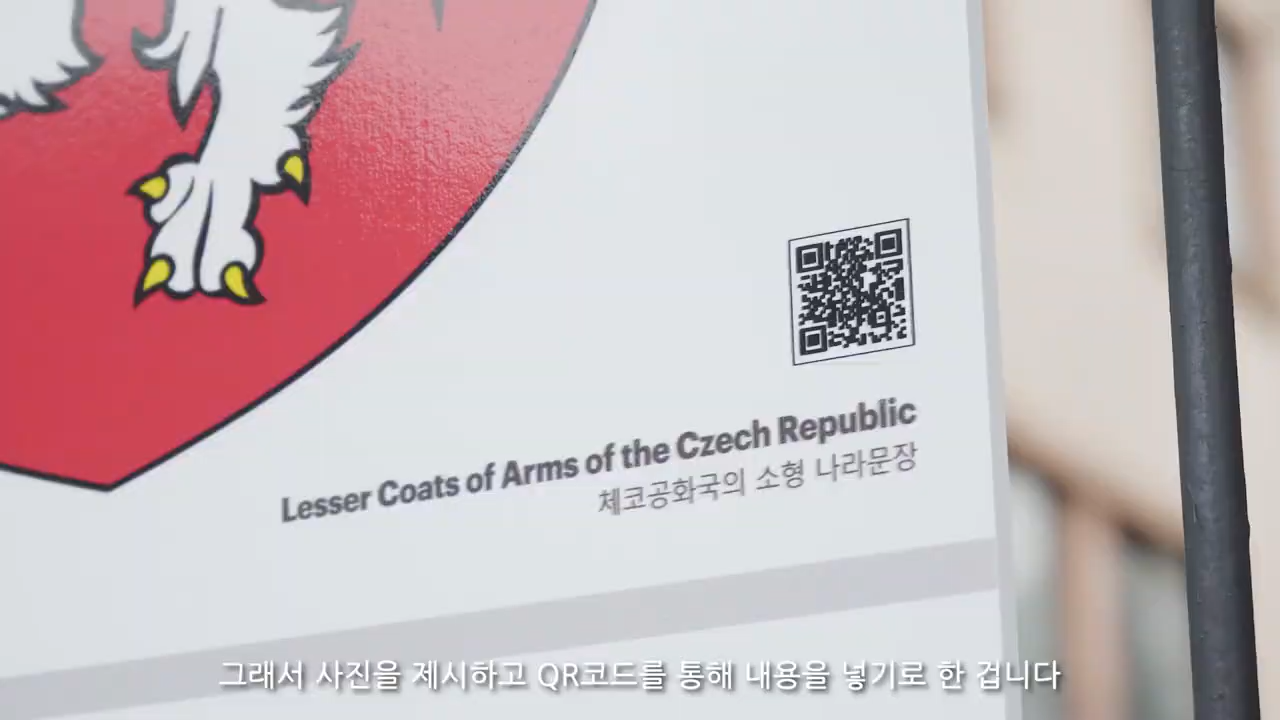 Lesser Coats of Arms of the Czech Republic
체코공화국의 소형 나라문장
그래서 사진을 제시하고 QR코드를 통해 내용을 넣기로 한 겁니다